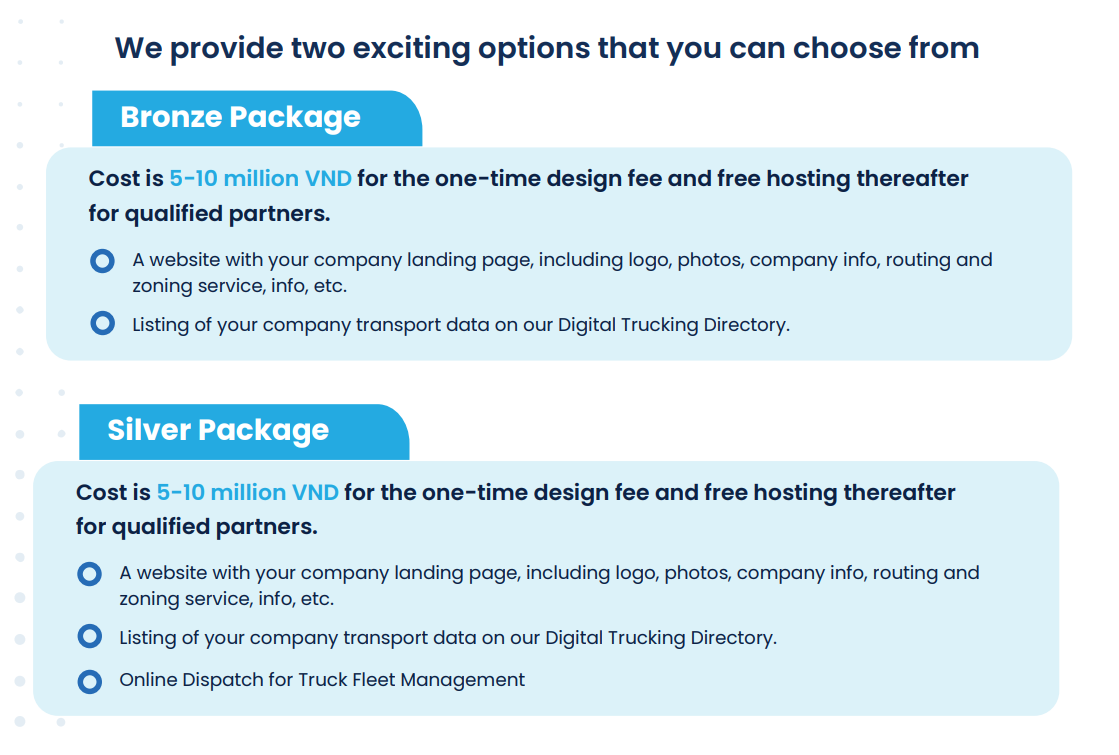 We provide two exciting options that you can choose from
Bronze Package
Cost is 5-10 million VND for the one-time design fee and free hosting thereafter
for qualified partners.
A website with your company landing page, including logo, photos, company info, routing and
zoning service, info, etc.
Listing of your company transport data on our Digital Trucking Directory.
Silver Package
Cost is 5-10 million VND for the one-time design fee and free hosting thereafter
for qualified partners.
A website with your company landing page, including logo, photos, company info, routing and
zoning service, info, etc.
Listing of your company transport data on our Digital Trucking Directory.
Online Dispatch for Truck Fleet Management